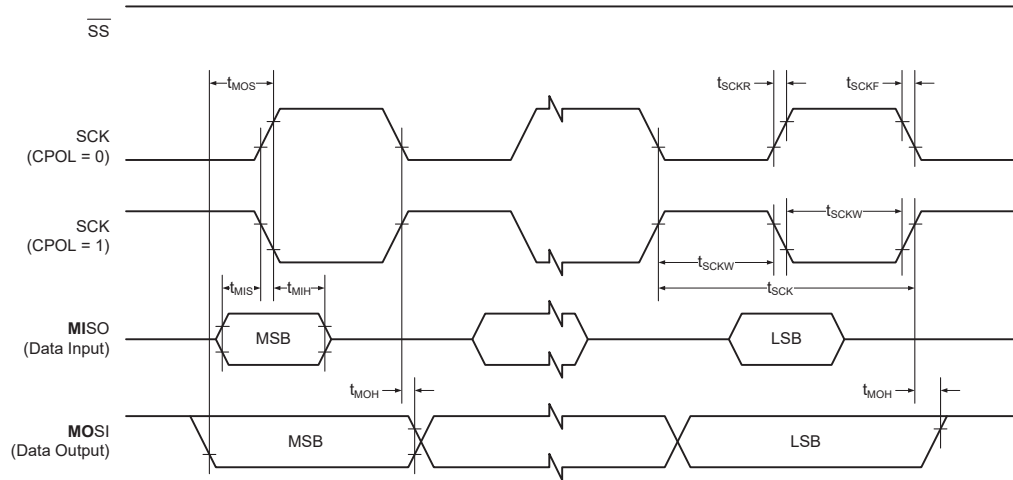 SS
tMOS
tSCKR
tSCKF
SCK
(CPOL = 0)
SCK
(CPOL = 1)
tSCKW
tSCKW
tMIS
tMIH
tSCK
MISO
(Data Input)
MSB
LSB
tMOH
tMOH
MOSI
(Data Output)
MSB
LSB